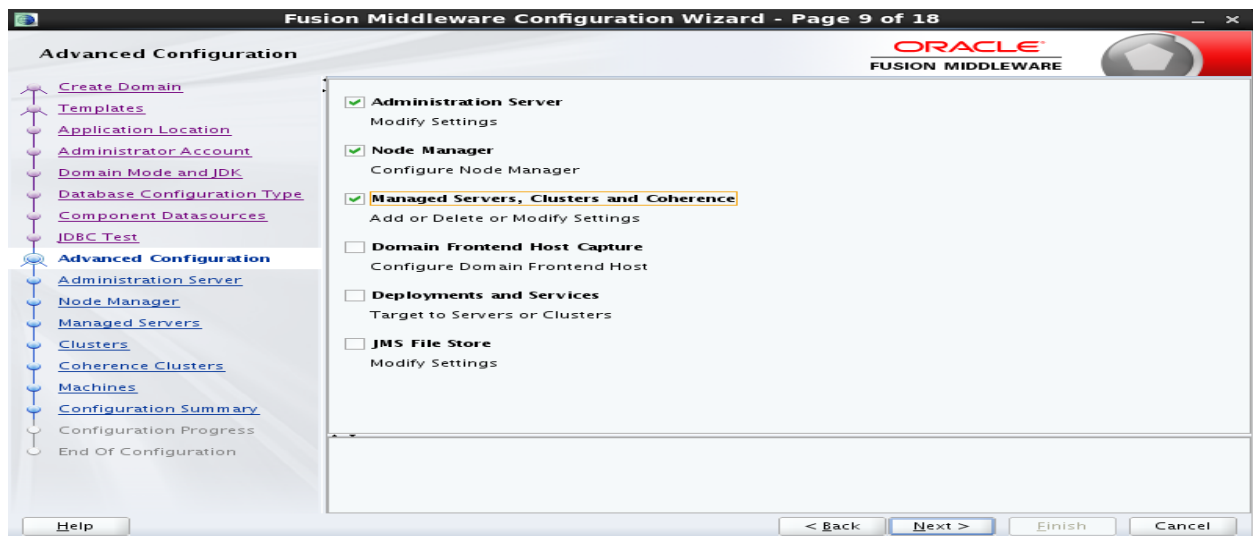 Fusion Middleware Configuration Wizard - Page 9 of 18
Advanced Configuration
ORACLE
FUSION MIDDLEWARE
Create Domain
Templates
Application Location
Administrator Account
Domain Mode and JDK
Database Configuration Type
Component Datasources
JDBC Test
Advanced Configuration
Administration Server
Node Manager
Managed Servers
Clusters
Coherence Clusters
Machines
Configuration Summary
Configuration Progress
End Of Configuration
Administration Server
Modify Settings
Node Manager
Configure Node Manager
Managed Servers, Clusters and Coherence
Add or Delete or Modify Settings
Domain Frontend Host Capture
Configure Domain Frontend Host
Deployments and Services
Target to Servers or Clusters
JMS File Store
Modify Settings
Help
< Back
Next >
Finish
Cancel